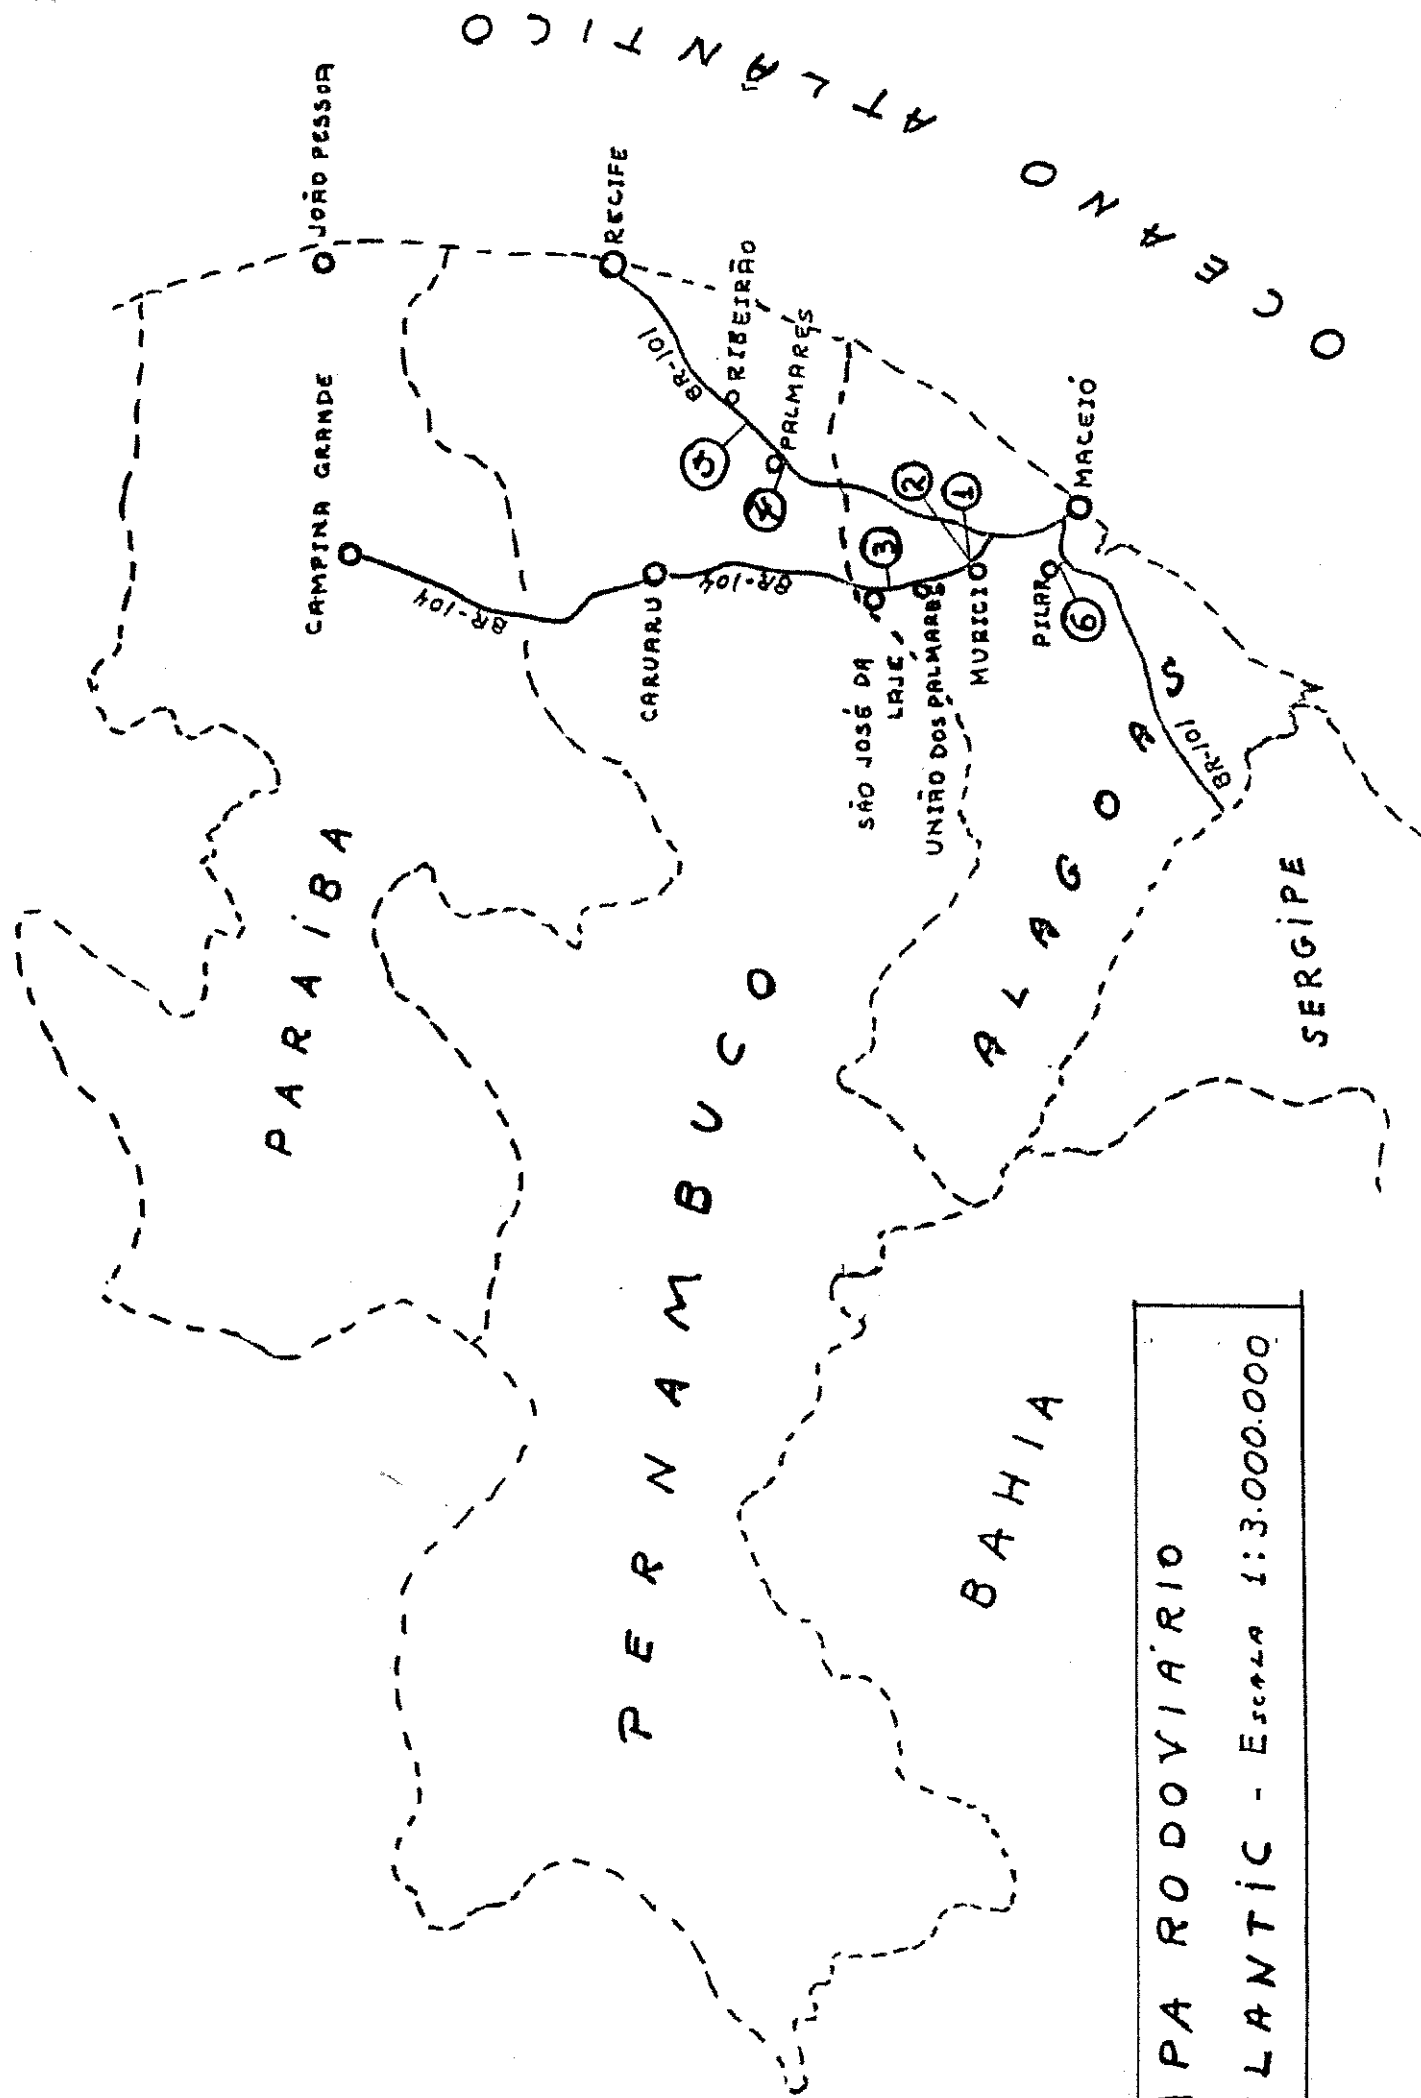 OCEANO ATLÂNTICO
JOÃO PESSOA
CAMPINA GRANDE
RECIFE
BR-101
BR-104
RIBEIRÃO
5
PALMARES
4
CARUARU
BR-104
2
1
3
SÃO JOSÉ DA
LAJE
UNIÃO DOS PALMARES
MURICI
PILAR
6
MACEIÓ
BR-101
PARAÍBA
PERNAMBUCO
ALAGOAS
SERGIPE
BAHIA
PA RODOVIÁRIO
LANTIC - ESCALA 1:3.000.000